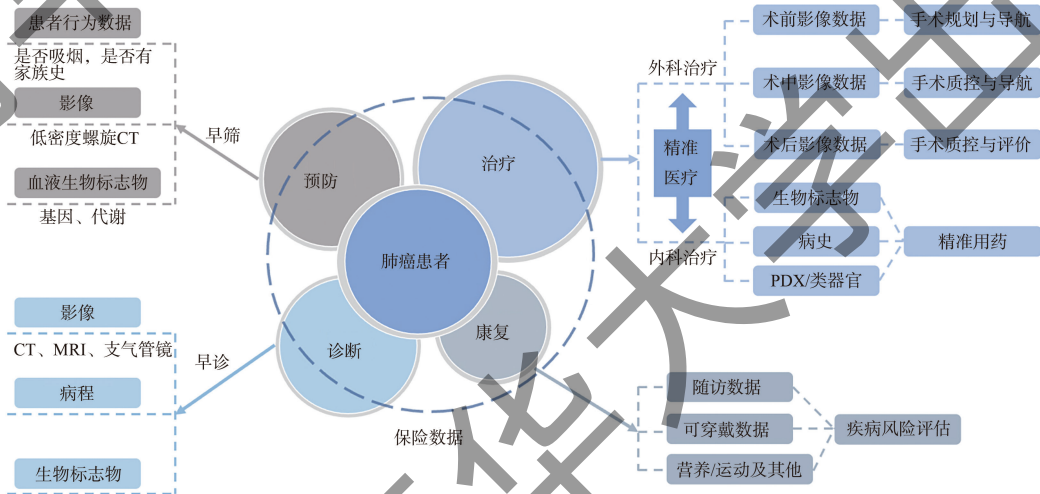 患者行为数据
是否吸烟，是否有
家族史
影像
低密度螺旋CT
血液生物标志物
基因、代谢
早筛
预防
治疗
肺癌患者
诊断
康复
保险数据
早诊
影像
CT、MRI、支气管镜
病程
生物标志物
外科治疗
精准
医疗
内科治疗
术前影像数据
手术规划与导航
术中影像数据
手术质控与导航
术后影像数据
手术质控与评价
生物标志物
病史
PDX/类器官
精准用药
随访数据
可穿戴数据
营养/运动及其他
疾病风险评估
华大学出